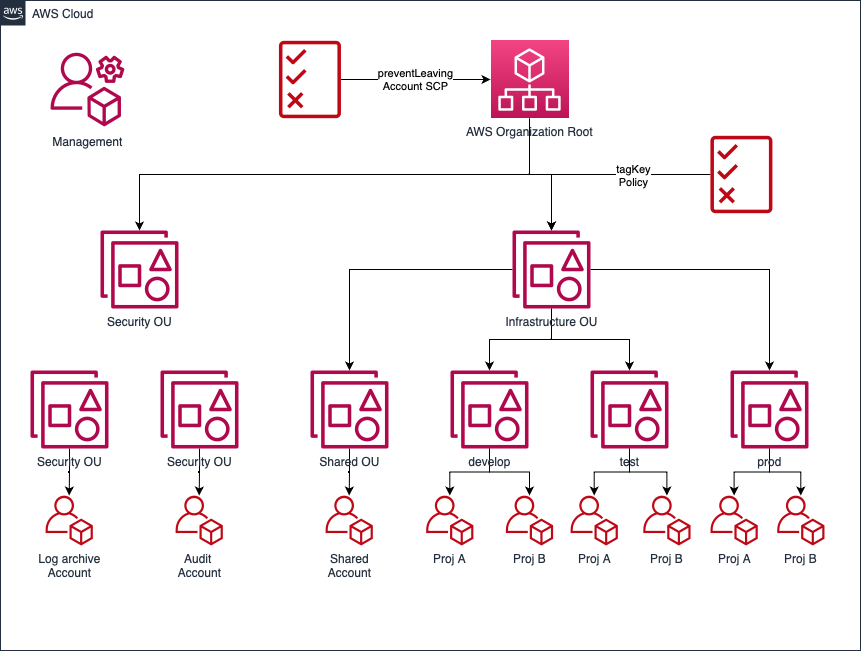 aws
AWS Cloud
preventLeaving
Account SCP
Management
AWS Organization Root
tagKey
Policy
Security OU
Infrastructure OU
Security OU
Security OU
Shared OU
develop
test
prod
Log archive
Account
Audit
Account
Shared
Account
Proj A
Proj B
Proj A
Proj B
Proj A
Proj B